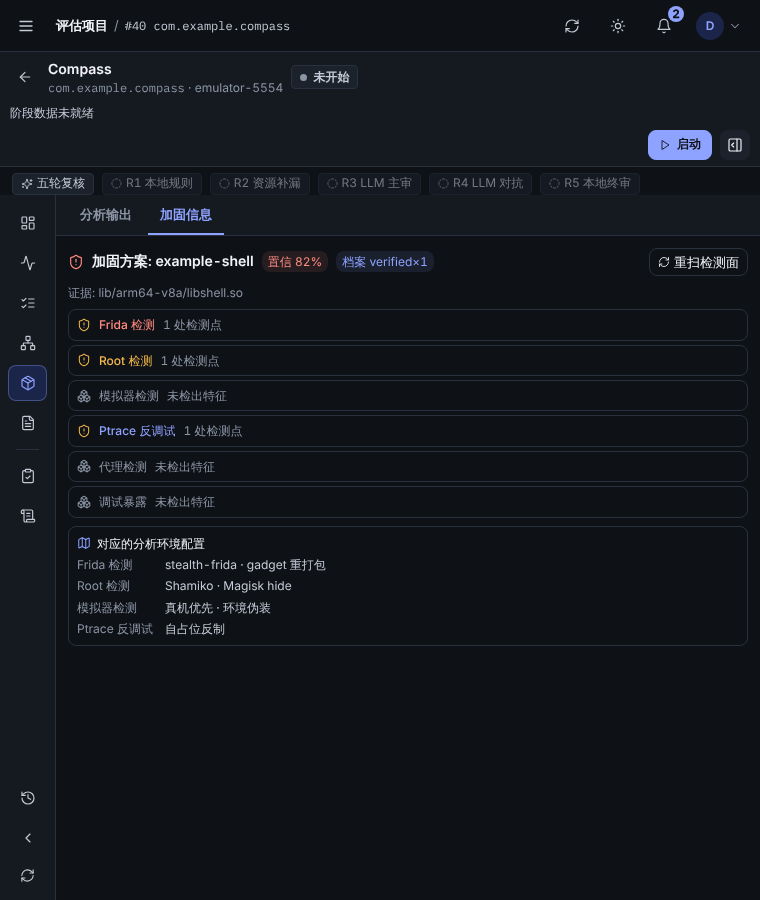 评估项目 / #40 com.example.compass
2
D
Compass
com.example.compass · emulator-5554
未开始
阶段数据未就绪
启动
五轮复核 R1 本地规则 R2 资源补漏 R3 LLM 主审 R4 LLM 对抗 R5 本地终审
分析输出 加固信息
加固方案: example-shell 置信 82% 档案 verified×1 重扫检测面
证据: lib/arm64-v8a/libshell.so
Frida 检测 1 处检测点
Root 检测 1 处检测点
模拟器检测 未检出特征
Ptrace 反调试 1 处检测点
代理检测 未检出特征
调试暴露 未检出特征
对应的分析环境配置
Frida 检测 stealth-frida · gadget 重打包
Root 检测 Shamiko · Magisk hide
模拟器检测 真机优先 · 环境伪装
Ptrace 反调试 自占位反制